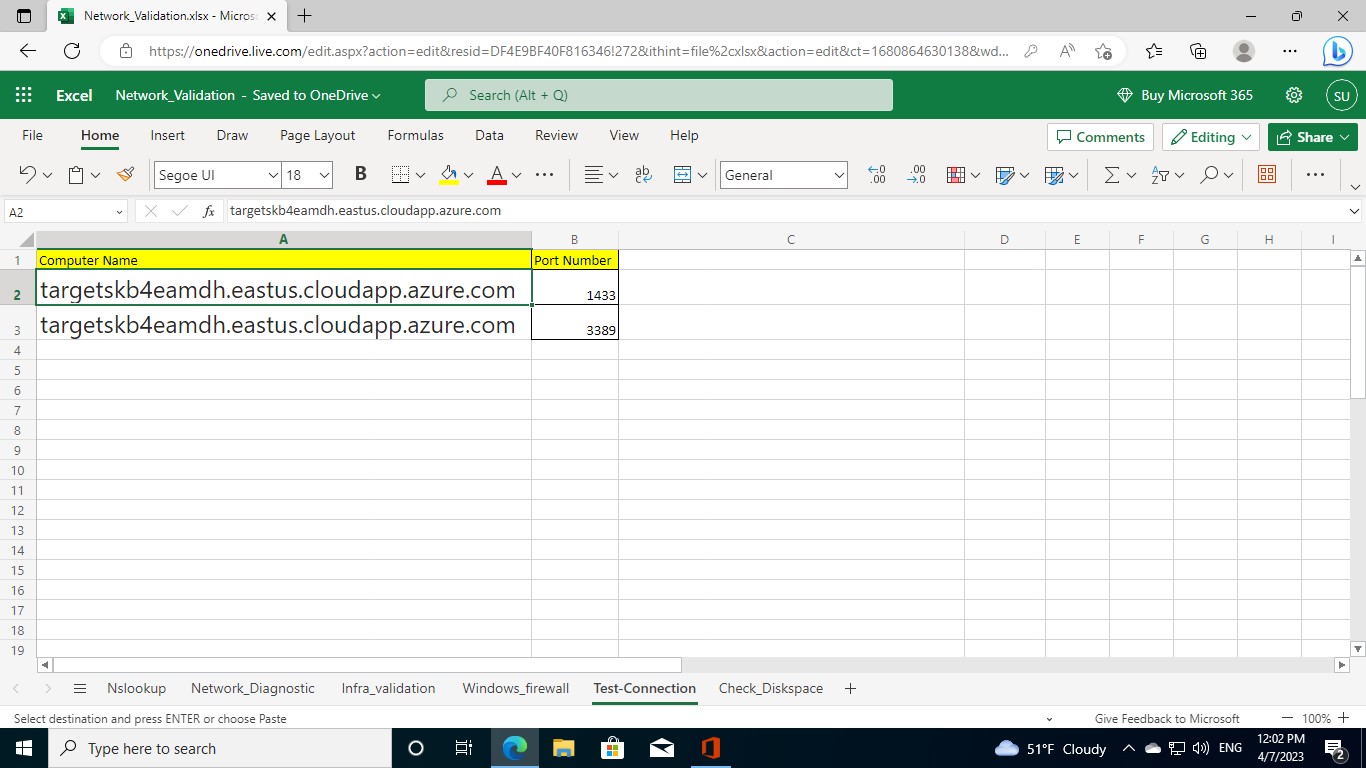 Network_Validation.xlsx - Micros
https://onedrive.live.com/edit.aspx?action=edit&resid=DF4E9BF40F816346!272&ithint=file%2cxlsx&action=edit&ct=1680864630138&wd...
Excel Network_Validation - Saved to OneDrive Search (Alt + Q) Buy Microsoft 365 SU
File Home Insert Draw Page Layout Formulas Data Review View Help Comments Editing Share
Segoe UI 18 B A ab General
A2 fx targetskb4eamdh.eastus.cloudapp.azure.com
A B C D E F G H I
1 Computer Name Port Number
2 targetskb4eamdh.eastus.cloudapp.azure.com 1433
3 targetskb4eamdh.eastus.cloudapp.azure.com 3389
4
5
6
7
8
9
10
11
12
13
14
15
16
17
18
19
Nslookup Network_Diagnostic Infra_validation Windows_firewall Test-Connection Check_Diskspace
Select destination and press ENTER or choose Paste Give Feedback to Microsoft 100%
Type here to search 51°F Cloudy ENG 12:02 PM
4/7/2023 2